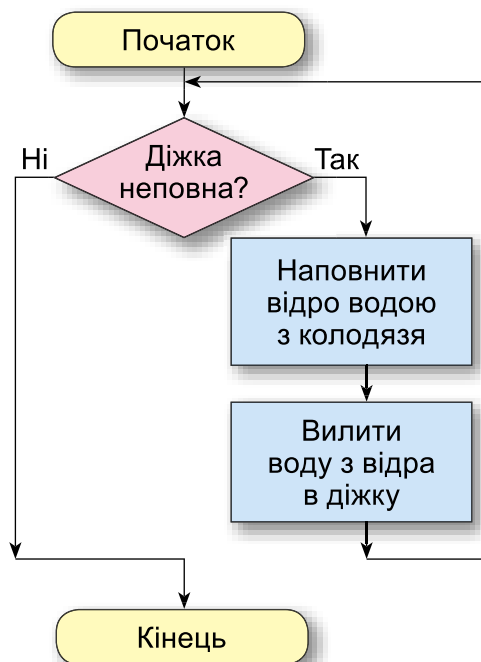 Початок
Ні
Діжка
неповна?
Так
Наповнити
відро водою
з колодязя
Вилити
воду з відра
в діжку
Кінець